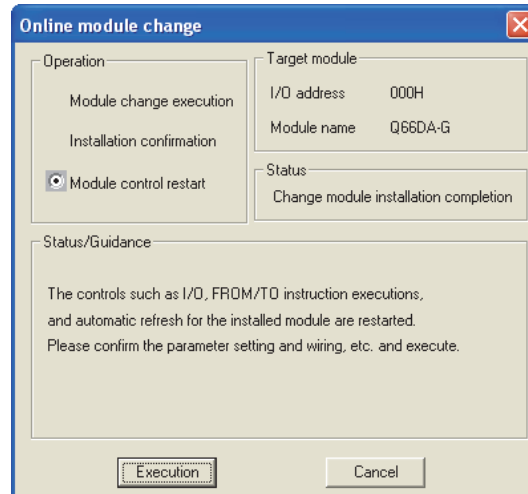 Online module change
Operation
Module change execution
Installation confirmation
Module control restart
Target module
I/O address 000H
Module name Q66DA-G
Status
Change module installation completion
Status/Guidance
The controls such as I/O, FROM/TO instruction executions,
and automatic refresh for the installed module are restarted.
Please confirm the parameter setting and wiring, etc. and execute.
Execution
Cancel